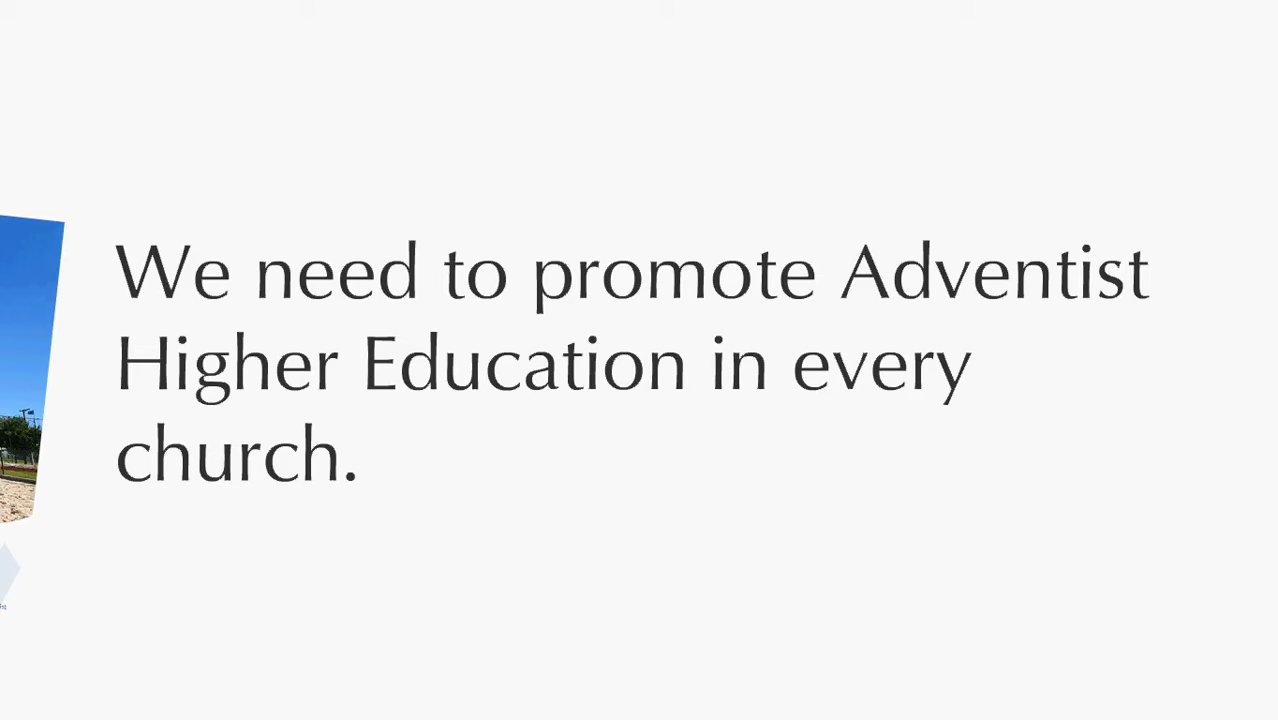 We need to promote Adventist
Higher Education in every
church.